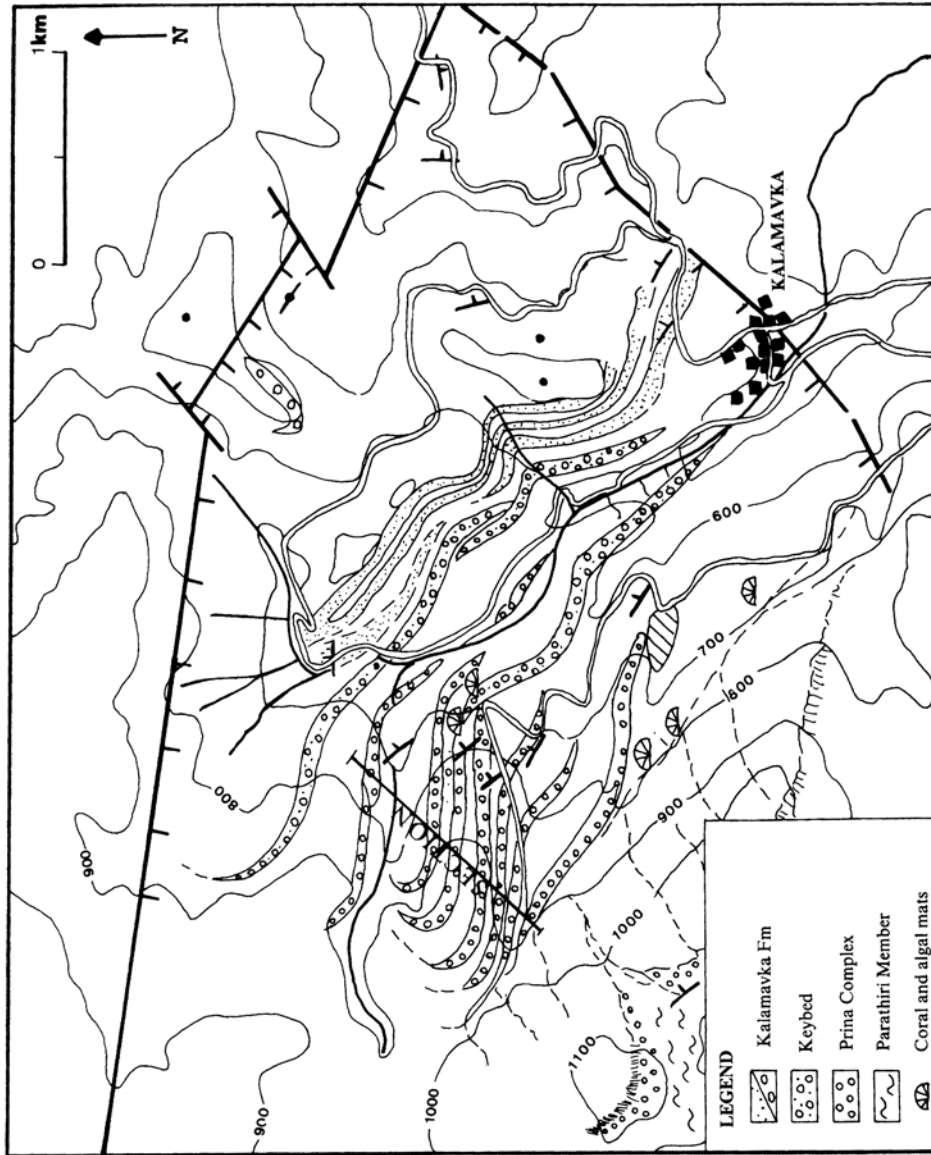 0 1km
N
900
800
900
1000
1100
SECTION
1000
900
800
700
600
KALAMAVKA
LEGEND
Kalamavka Fm
Keybed
Prina Complex
Parathiri Member
Coral and algal mats